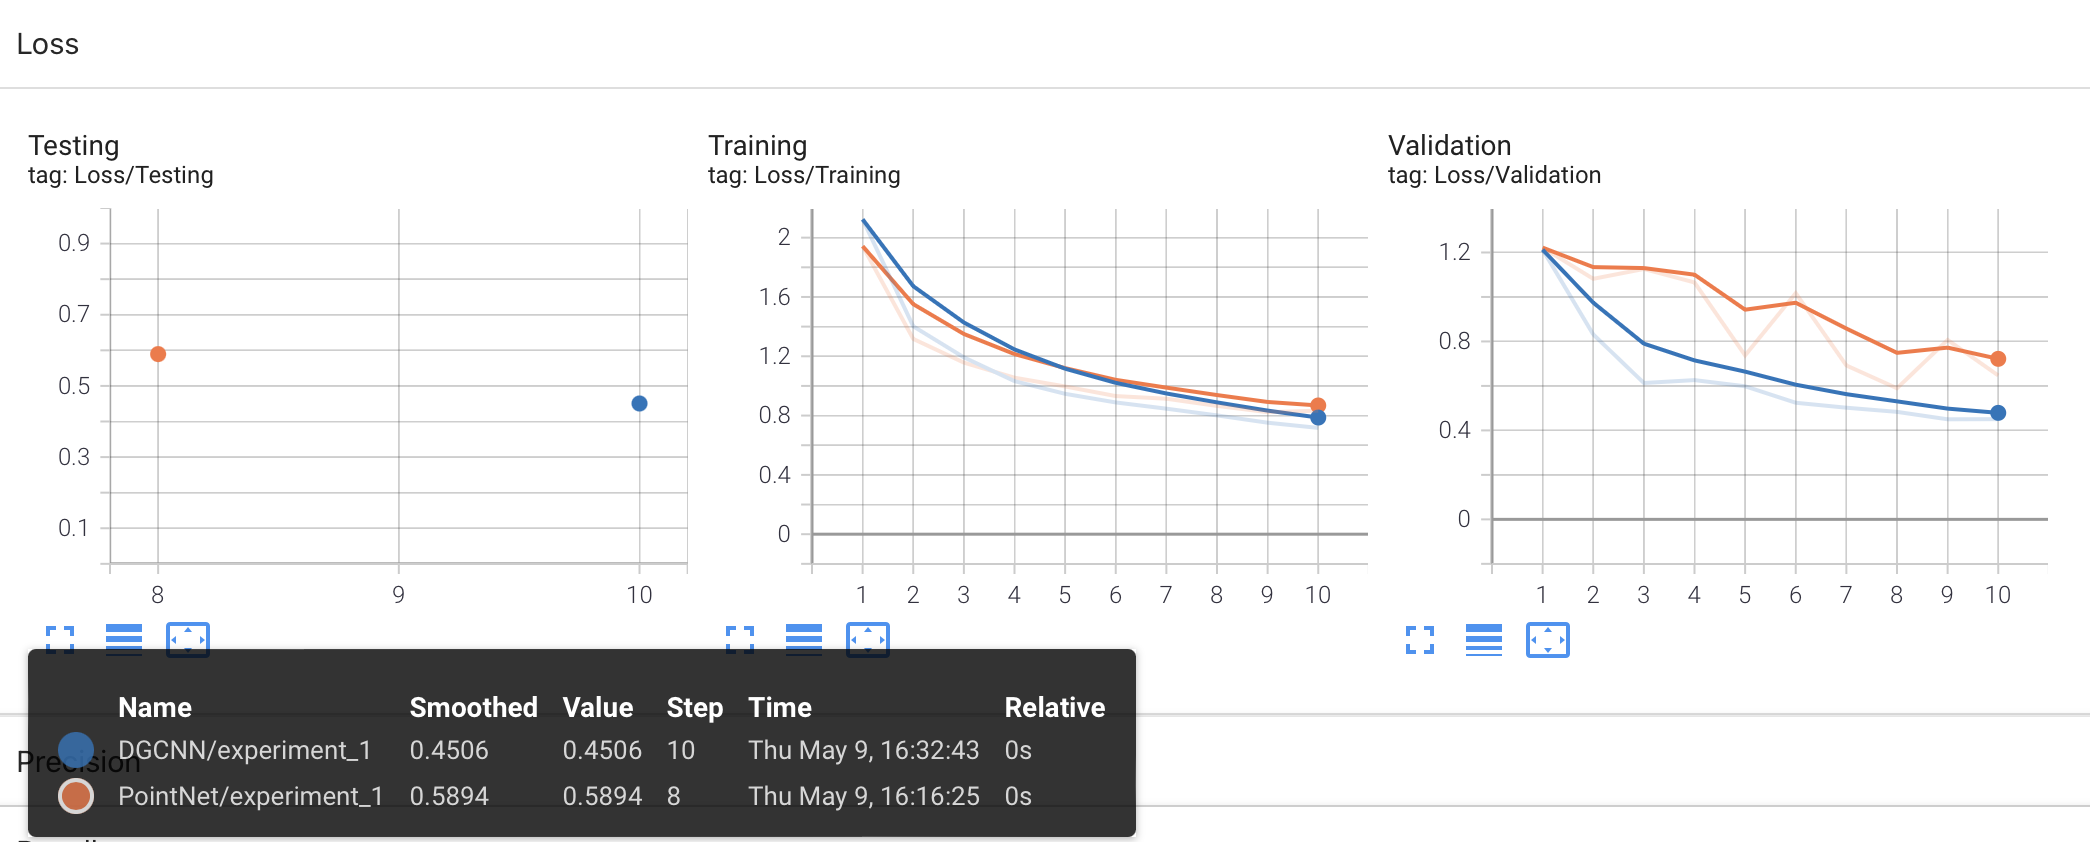 Loss
Testing
tag: Loss/Testing
0.9
0.7
0.5
0.3
0.1
8 9 10
Training
tag: Loss/Training
2
1.6
1.2
0.8
0.4
0
1 2 3 4 5 6 7 8 9 10
Validation
tag: Loss/Validation
1.2
0.8
0.4
0
1 2 3 4 5 6 7 8 9 10
Name Smoothed Value Step Time Relative
DGCNN/experiment_1 0.4506 0.4506 10 Thu May 9, 16:32:43 0s
PointNet/experiment_1 0.5894 0.5894 8 Thu May 9, 16:16:25 0s
Precision